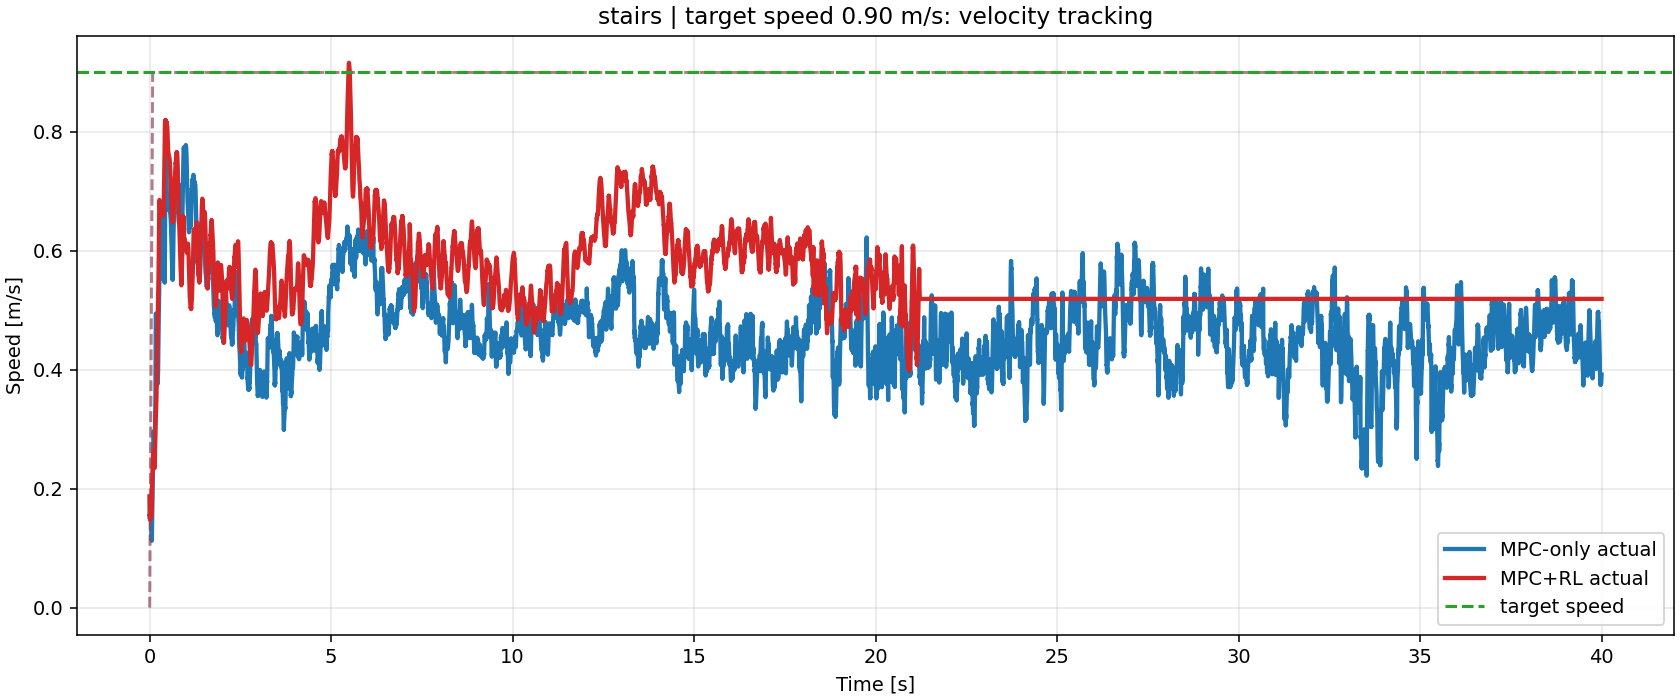 stairs | target speed 0.90 m/s: velocity tracking
Speed [m/s]
0.8
0.6
0.4
0.2
0.0
MPC-only actual
MPC+RL actual
target speed
0 5 10 15 20 25 30 35 40
Time [s]